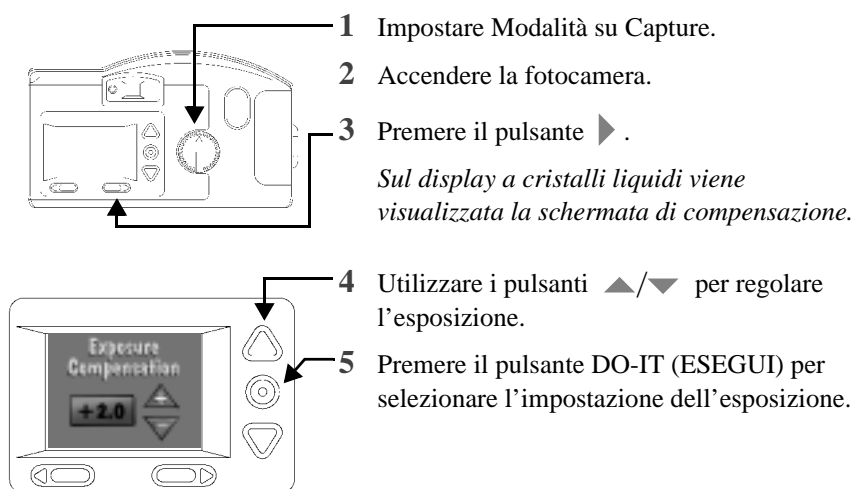 1 Impostare Modalità su Capture.
2 Accendere la fotocamera.
3 Premere il pulsante .
Sul display a cristalli liquidi viene
visualizzata la schermata di compensazione.
4 Utilizzare i pulsanti / per regolare
l’esposizione.
5 Premere il pulsante DO-IT (ESEGUI) per
selezionare l’impostazione dell’esposizione.
Exposure
Compensation
+2.0